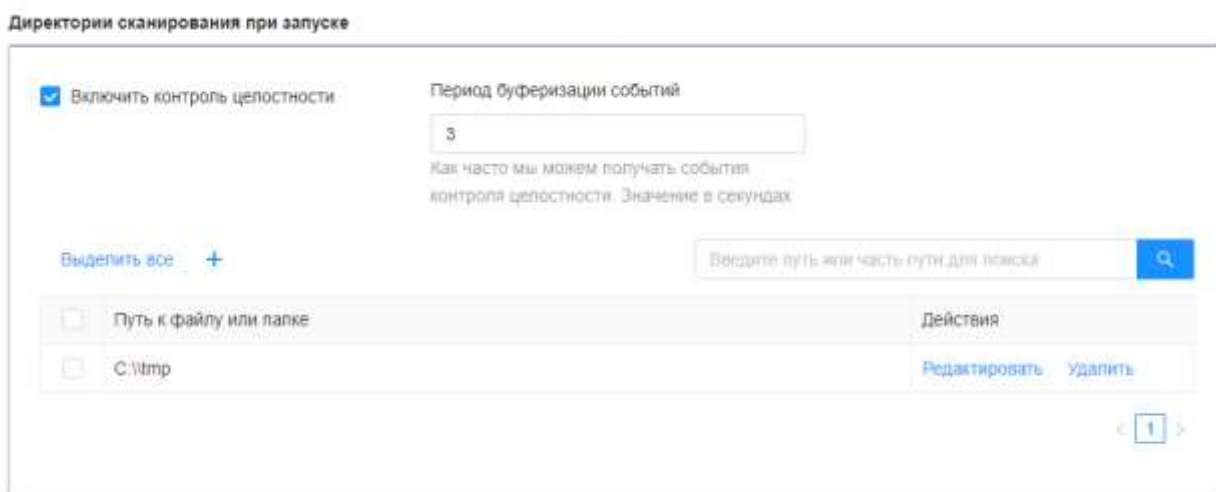 Директории сканирования при запуске
Включить контроль целостности
Период буферизации событий
3
Как часто мы можем получать события
контроля целостности. Значение в секундах
Выделить все +
Введите путь или часть пути для поиска
Путь к файлу или папке Действия
C:\\tmp Редактировать Удалить
< 1 >